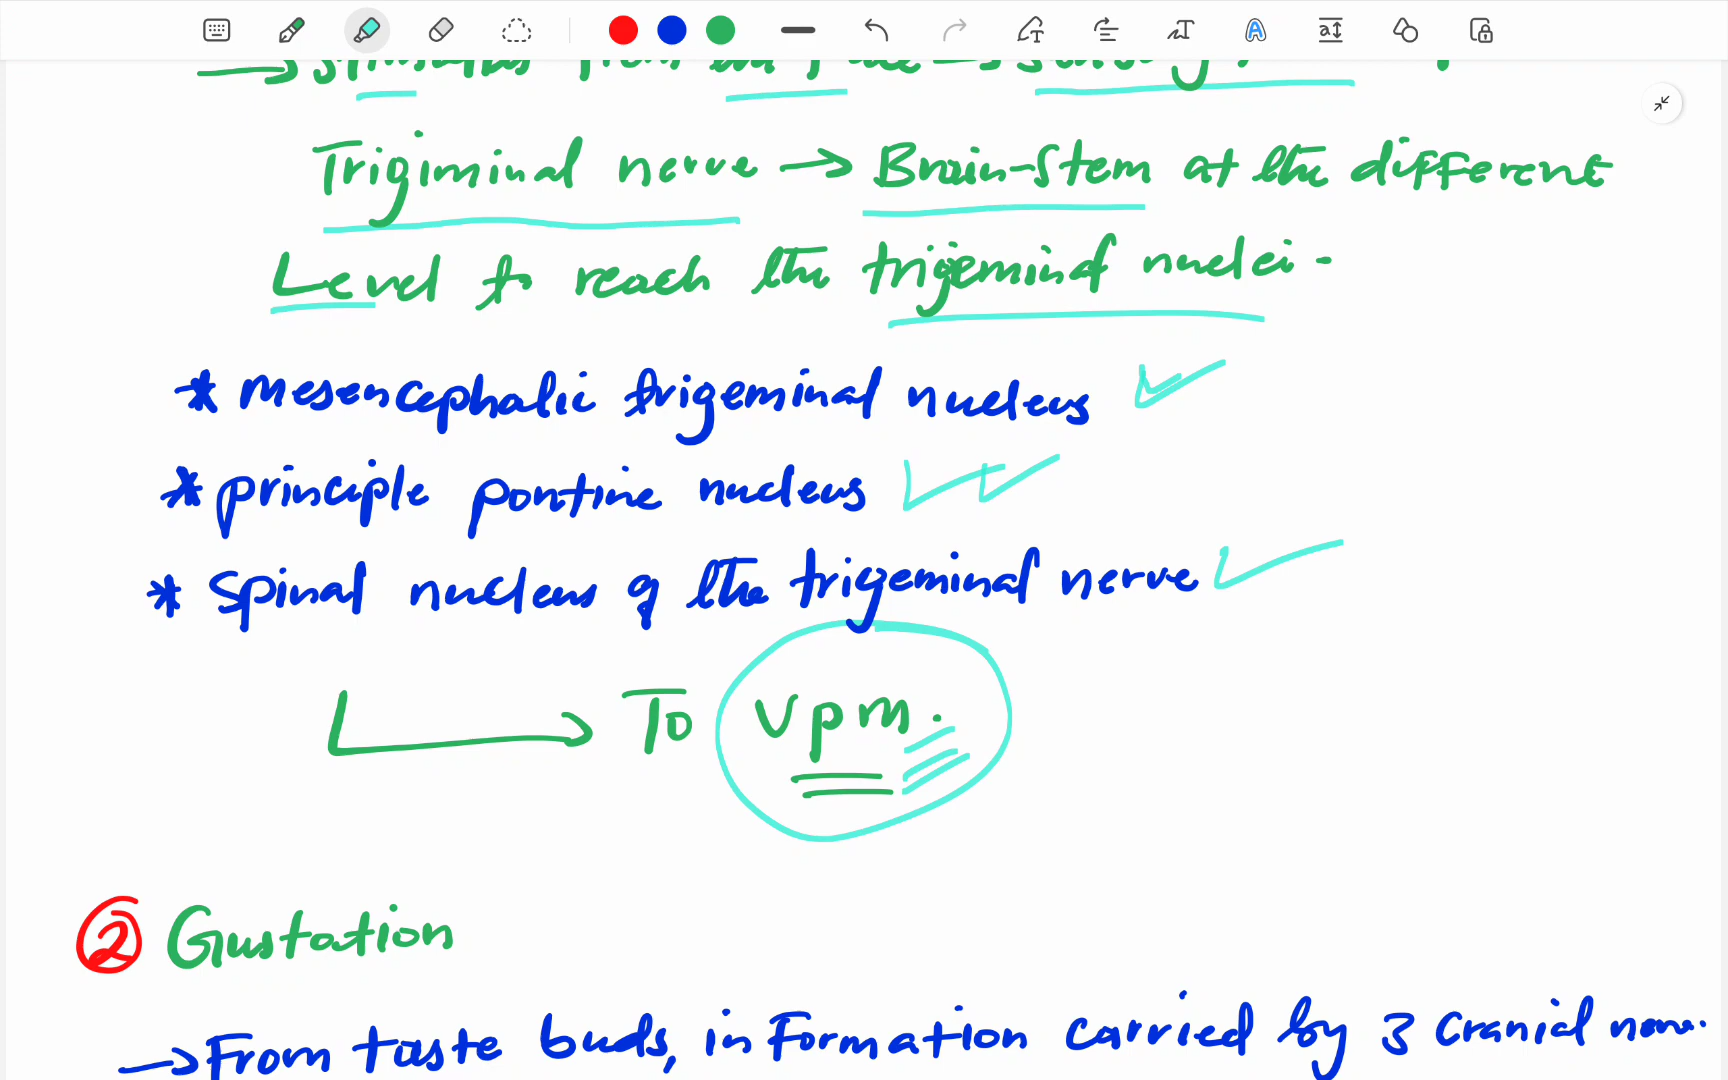 from
Trigiminal nerve → Brain-Stem at the different
Level to reach the trigeminal nuclei -
* mesencephalic trigeminal nucleus
* principle pontine nucleus
* Spinal nucleus of the trigeminal nerve
To vpm.
② Gustation
→ From taste buds, information carried by 3 cranial